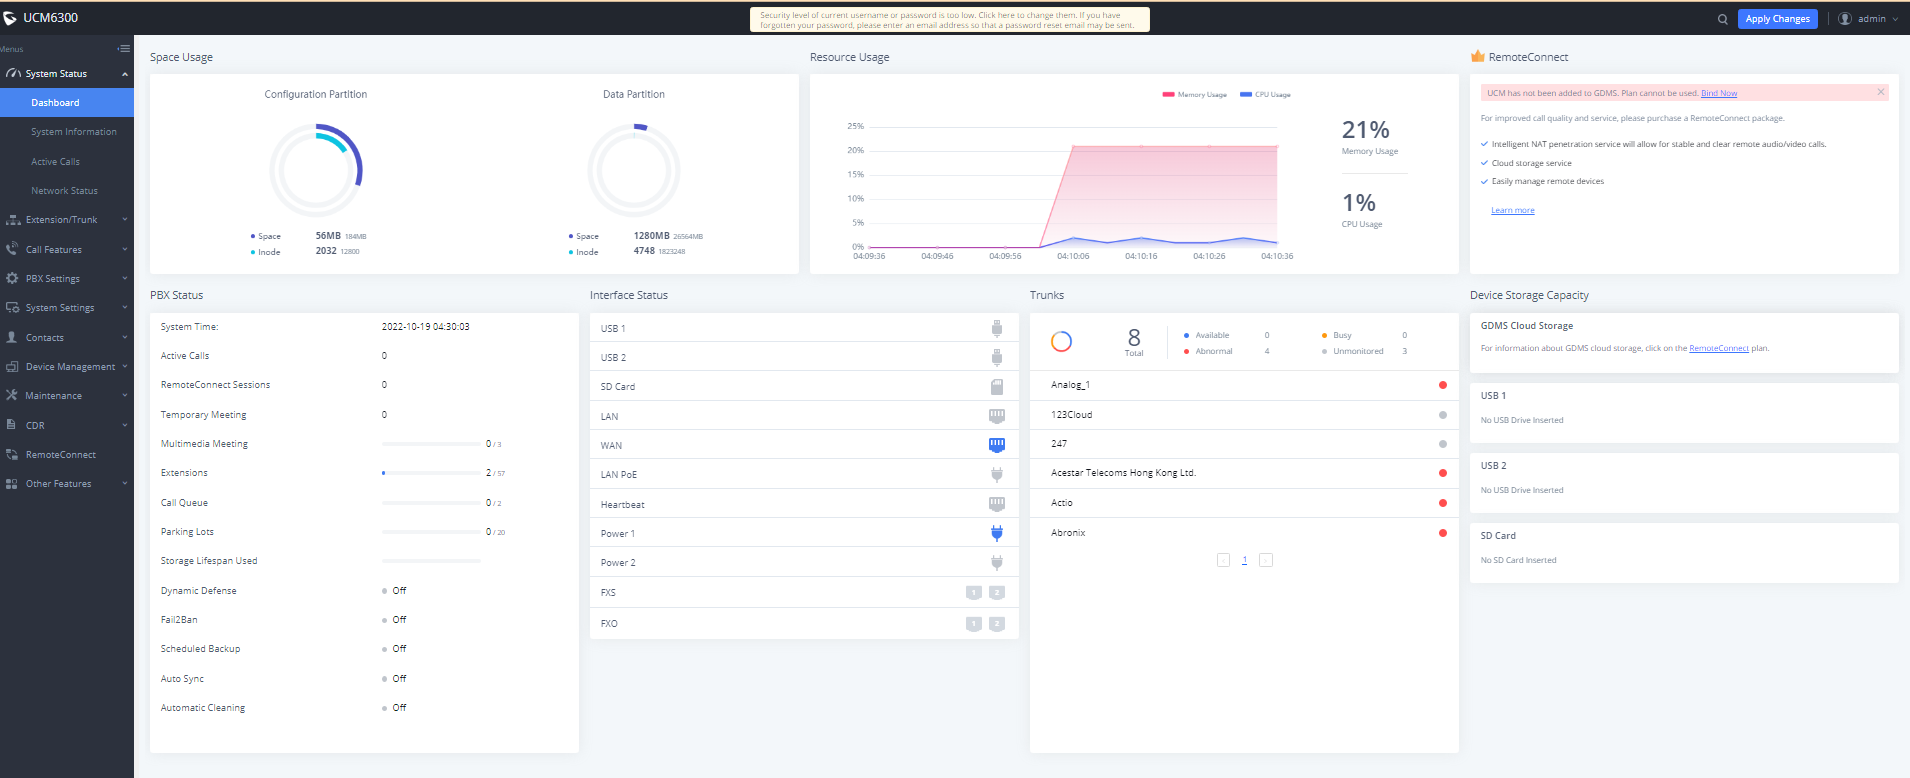 UCM6300
Security level of current username or password is too low. Click here to change them. If you have
forgotten your password, please enter an email address so that a password reset email may be sent.
Apply Changes
admin
Menus
System Status
Dashboard
System Information
Active Calls
Network Status
Extension/Trunk
Call Features
PBX Settings
System Settings
Contacts
Device Management
Maintenance
CDR
RemoteConnect
Other Features
Space Usage
Configuration Partition
Space 56MB 184MB
Inode 2032 12800
Data Partition
Space 1280MB 26564MB
Inode 4748 1823248
Resource Usage
Memory Usage CPU Usage
25%
20%
15%
10%
5%
0%
04:09:36 04:09:46 04:09:56 04:10:06 04:10:16 04:10:26 04:10:36
21%
Memory Usage
1%
CPU Usage
RemoteConnect
UCM has not been added to GDMS. Plan cannot be used. Bind Now
For improved call quality and service, please purchase a RemoteConnect package.
Intelligent NAT penetration service will allow for stable and clear remote audio/video calls.
Cloud storage service
Easily manage remote devices
Learn more
PBX Status
System Time: 2022-10-19 04:30:03
Active Calls 0
RemoteConnect Sessions 0
Temporary Meeting 0
Multimedia Meeting 0 / 3
Extensions 2 / 57
Call Queue 0 / 2
Parking Lots 0 / 20
Storage Lifespan Used
Dynamic Defense Off
Fail2Ban Off
Scheduled Backup Off
Auto Sync Off
Automatic Cleaning Off
Interface Status
USB 1
USB 2
SD Card
LAN
WAN
LAN PoE
Heartbeat
Power 1
Power 2
FXS 1 2
FXO 1 2
Trunks
8
Total
Available 0 Busy 0
Abnormal 4 Unmonitored 3
Analog_1
123Cloud
247
Acestar Telecoms Hong Kong Ltd.
Actio
Abronix
1
Device Storage Capacity
GDMS Cloud Storage
For information about GDMS cloud storage, click on the RemoteConnect plan.
USB 1
No USB Drive Inserted
USB 2
No USB Drive Inserted
SD Card
No SD Card Inserted